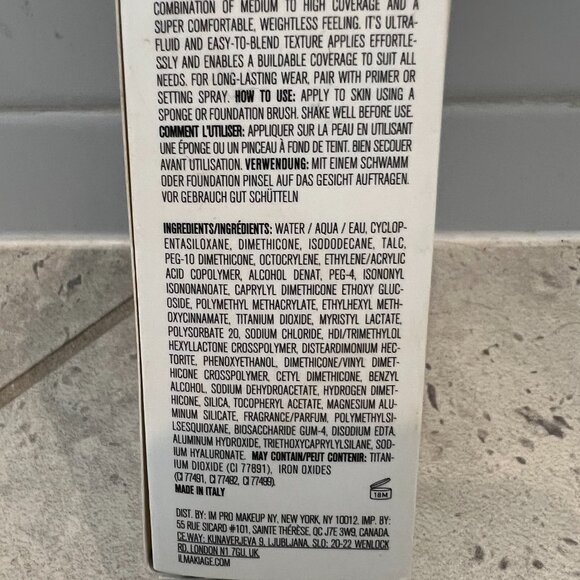 COMBINATION OF MEDIUM TO HIGH COVERAGE AND A
SUPER COMFORTABLE, WEIGHTLESS FEELING. IT'S ULTRA-
FLUID AND EASY-TO-BLEND TEXTURE APPLIES EFFORTLE-
SSLY AND ENABLES A BUILDABLE COVERAGE TO SUIT ALL
NEEDS. FOR LONG-LASTING WEAR, PAIR WITH PRIMER OR
SETTING SPRAY. HOW TO USE: APPLY TO SKIN USING A
SPONGE OR FOUNDATION BRUSH. SHAKE WELL BEFORE USE.
COMMENT L'UTILISER: APPLIQUER SUR LA PEAU EN UTILISANT
UNE ÉPONGE OU UN PINCEAU À FOND DE TEINT. BIEN SECOUER
AVANT UTILISATION. VERWENDUNG: MIT EINEM SCHWAMM
ODER FOUNDATION PINSEL AUF DAS GESICHT AUFTRAGEN.
VOR GEBRAUCH GUT SCHÜTTELN
INGREDIENTS/INGRÉDIENTS: WATER / AQUA / EAU, CYCLOP-
ENTASILOXANE, DIMETHICONE, ISODODECANE, TALC,
PEG-10 DIMETHICONE, OCTOCRYLENE, ETHYLENE/ACRYLIC
ACID COPOLYMER, ALCOHOL DENAT, PEG-4, ISONONYL
ISONONANOATE, CAPRYLYL DIMETHICONE ETHOXY GLUC-
OSIDE, POLYMETHYL METHACRYLATE, ETHYLHEXYL METH-
OXYCINNAMATE, TITANIUM DIOXIDE, MYRISTYL LACTATE,
POLYSORBATE 20, SODIUM CHLORIDE, HDI/TRIMETHYLOL
HEXYLLACTONE CROSSPOLYMER, DISTEARDIMONIUM HEC-
TORITE, PHENOXYETHANOL, DIMETHICONE/VINYL DIMET-
HICONE CROSSPOLYMER, CETYL DIMETHICONE, BENZYL
ALCOHOL, SODIUM DEHYDROACETATE, HYDROGEN DIMET-
HICONE, SILICA, TOCOPHERYL ACETATE, MAGNESIUM ALU-
MINUM SILICATE, FRAGRANCE/PARFUM, POLYMETHYLSI-
LSESQUIOXANE, BIOSACCHARIDE GUM-4, DISODIUM EDTA,
ALUMINUM HYDROXIDE, TRIETHOXYCAPRYLYLSILANE, SOD-
IUM HYALURONATE. MAY CONTAIN/PEUT CONTENIR: TITAN-
IUM DIOXIDE (CI 77891), IRON OXIDES
(CI 77491, CI 77492, CI 77499).
MADE IN ITALY
18M
DIST. BY: IM PRO MAKEUP NY, NEW YORK, NY 10012. IMP. BY:
55 RUE SICARD #101, SAINTE THÉRÈSE, QC J7E 3W9, CANADA.
CE.WAY: KUNAVERJEVA 9, LJUBLJANA, SLO; 20-22 WENLOCK
RD, LONDON N1 7GU, UK
ILMAKIAGE.COM